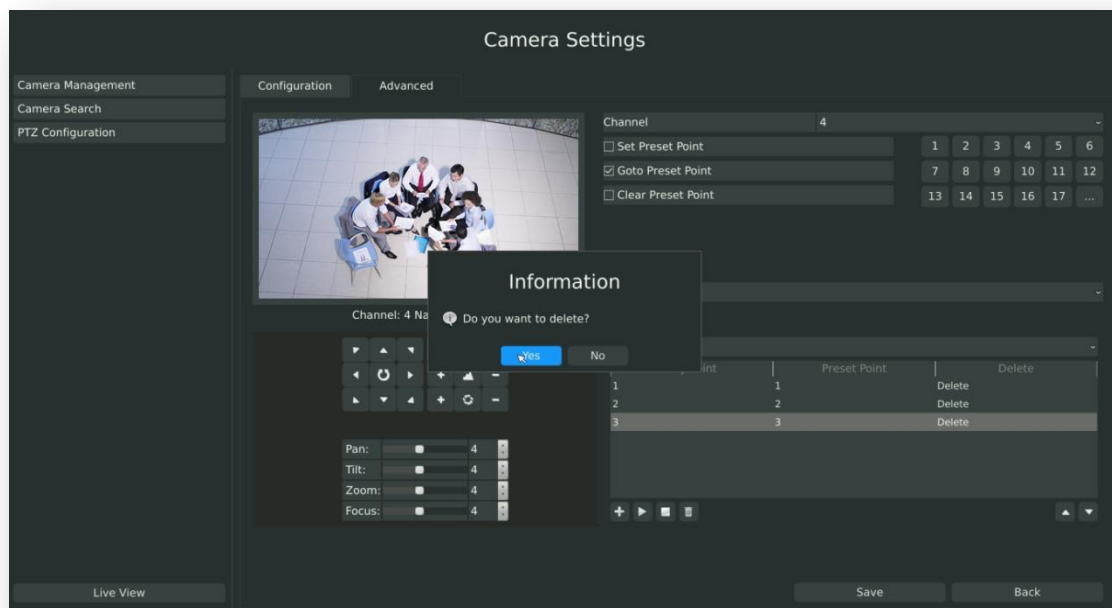 Camera Settings
Camera Management
Camera Search
PTZ Configuration
Configuration Advanced
Channel 4
Set Preset Point 1 2 3 4 5 6
Goto Preset Point 7 8 9 10 11 12
Clear Preset Point 13 14 15 16 17 ...
Channel: 4 Na
Information
Do you want to delete?
Yes No
Preset Point Delete
1 1 Delete
2 2 Delete
3 3 Delete
Pan: 4
Tilt: 4
Zoom: 4
Focus: 4
Live View
Save Back